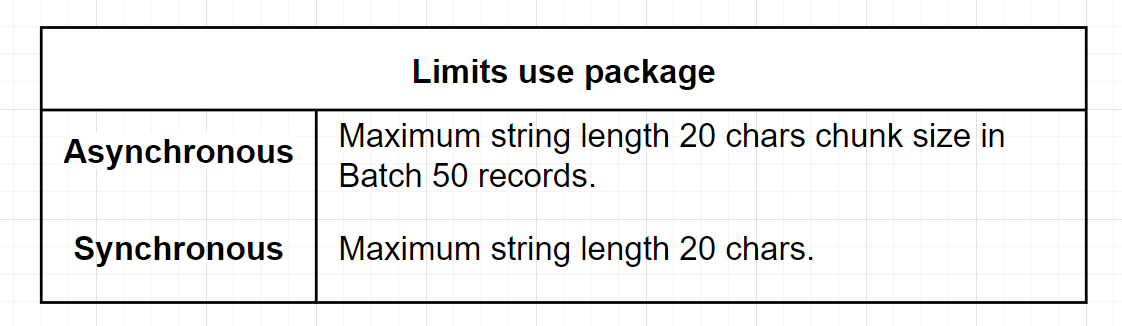 Limits use package
Asynchronous
Maximum string length 20 chars chunk size in
Batch 50 records.
Synchronous
Maximum string length 20 chars.